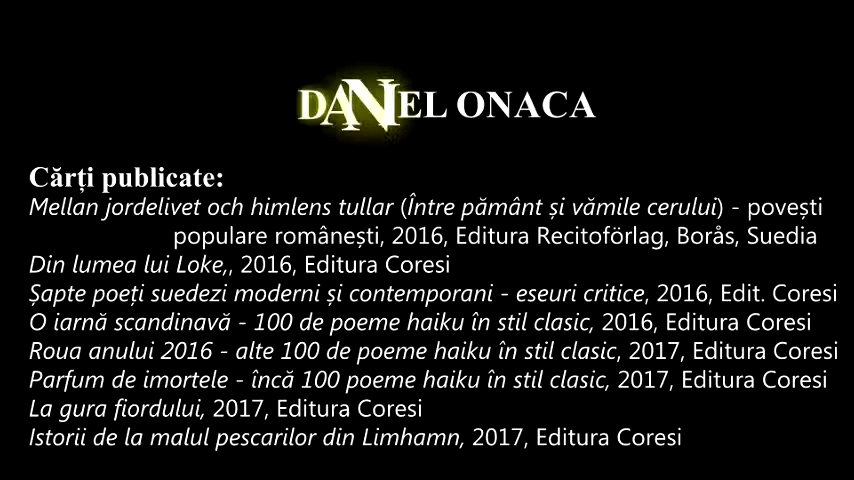 DANIEL ONACA
Cărți publicate:
Mellan jordelivet och himlens tullar (Între pământ și vămile cerului) - povești
populare românești, 2016, Editura Recitoförlag, Borås, Suedia
Din lumea lui Loke,, 2016, Editura Coresi
Șapte poeți suedezi moderni și contemporani - eseuri critice, 2016, Edit. Coresi
O iarnă scandinavă - 100 de poeme haiku în stil clasic, 2016, Editura Coresi
Roua anului 2016 - alte 100 de poeme haiku în stil clasic, 2017, Editura Coresi
Parfum de imortele - încă 100 poeme haiku în stil clasic, 2017, Editura Coresi
La gura fiordului, 2017, Editura Coresi
Istorii de la malul pescarilor din Limhamn, 2017, Editura Coresi